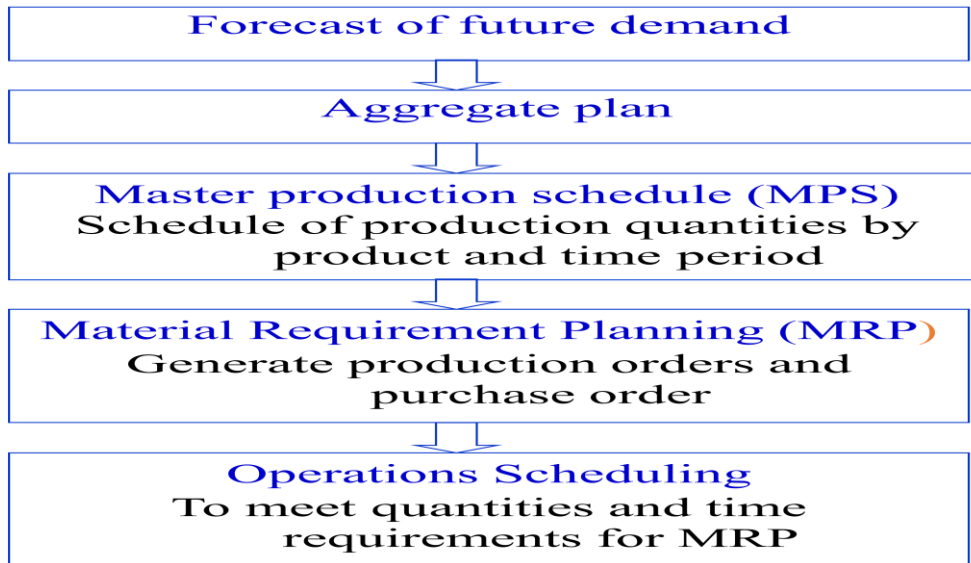 Forecast of future demand
Aggregate plan
Master production schedule (MPS)
Schedule of production quantities by
product and time period
Material Requirement Planning (MRP)
Generate production orders and
purchase order
Operations Scheduling
To meet quantities and time
requirements for MRP